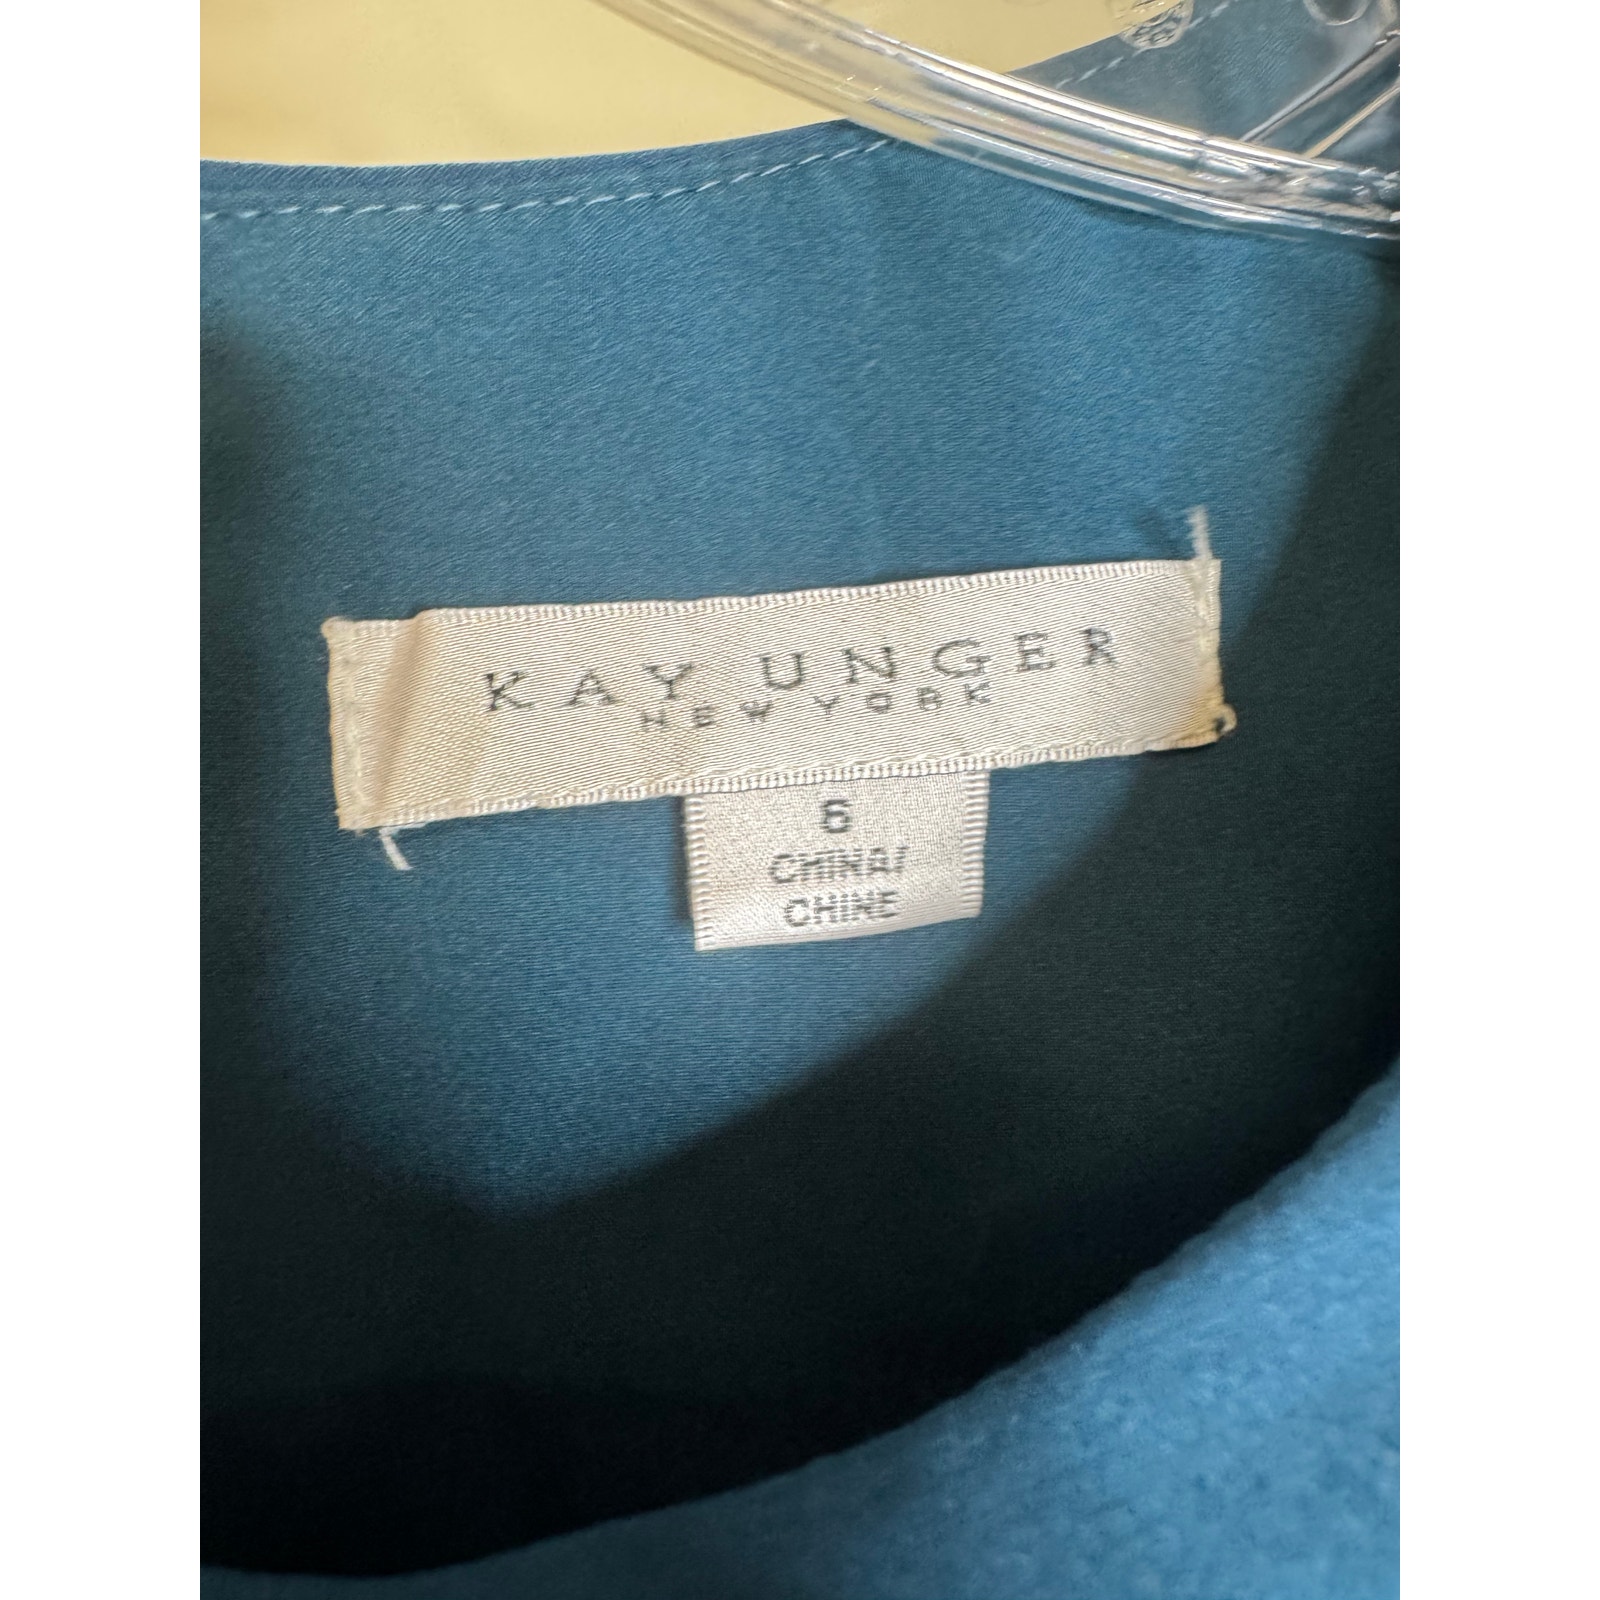 KAY UNGER
NEW YORK
6
CHINA/
CHINE